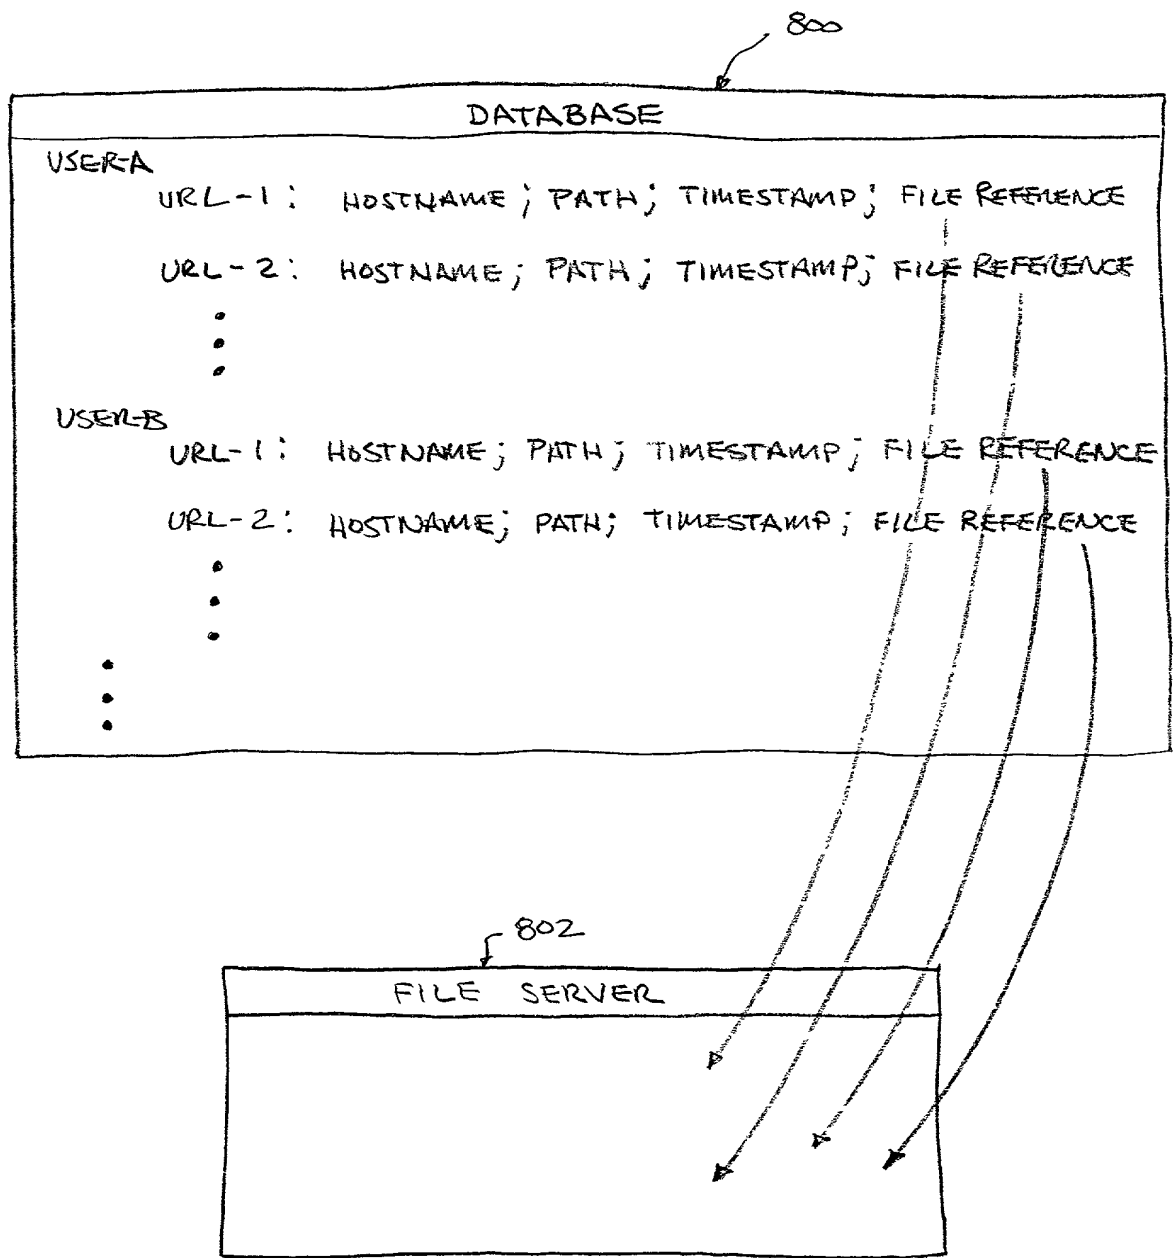 800
DATABASE
USER-A
URL-1: HOSTNAME; PATH; TIMESTAMP; FILE REFERENCE
URL-2: HOSTNAME; PATH; TIMESTAMP; FILE REFERENCE
USER-B
URL-1: HOSTNAME; PATH; TIMESTAMP; FILE REFERENCE
URL-2: HOSTNAME; PATH; TIMESTAMP; FILE REFERENCE
802
FILE SERVER